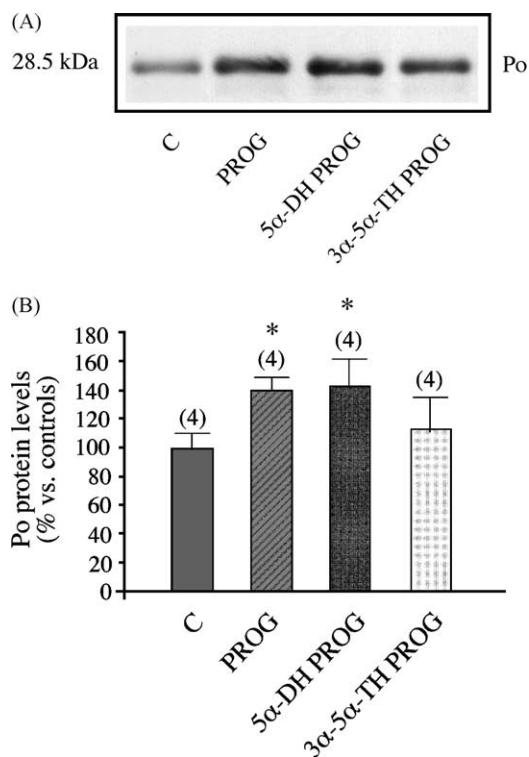 (A)
28.5 kDa
Po
C
PROG
5α-DH PROG
3α-5α-TH PROG
(B)
Po protein levels
(% vs. controls)
180
160
140
120
100
80
60
40
20
0
(4)
*
(4)
*
(4)
(4)
C
PROG
5α-DH PROG
3α-5α-TH PROG